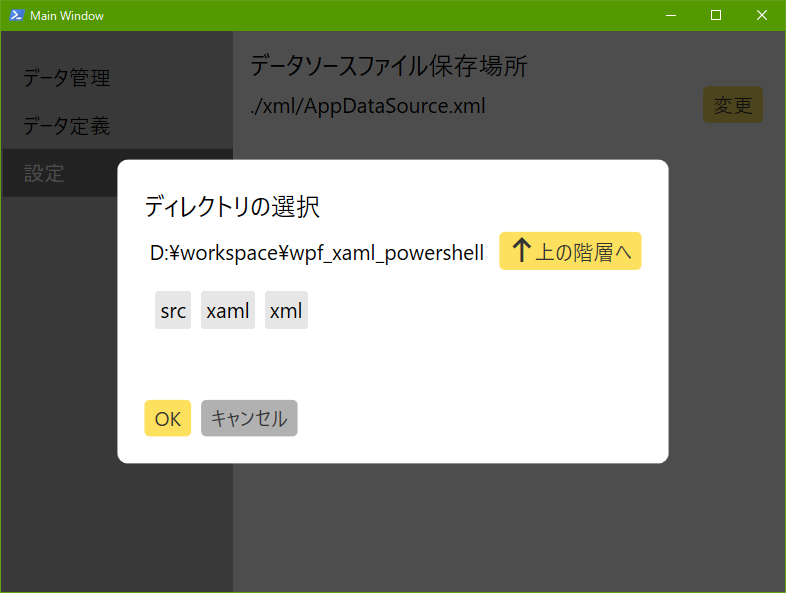 Main Window
データ管理
データ定義
設定
データソースファイル保存場所
./xml/AppDataSource.xml
変更
ディレクトリの選択
D:¥workspace¥wpf_xaml_powershell
↑上の階層へ
src xaml xml
OK キャンセル